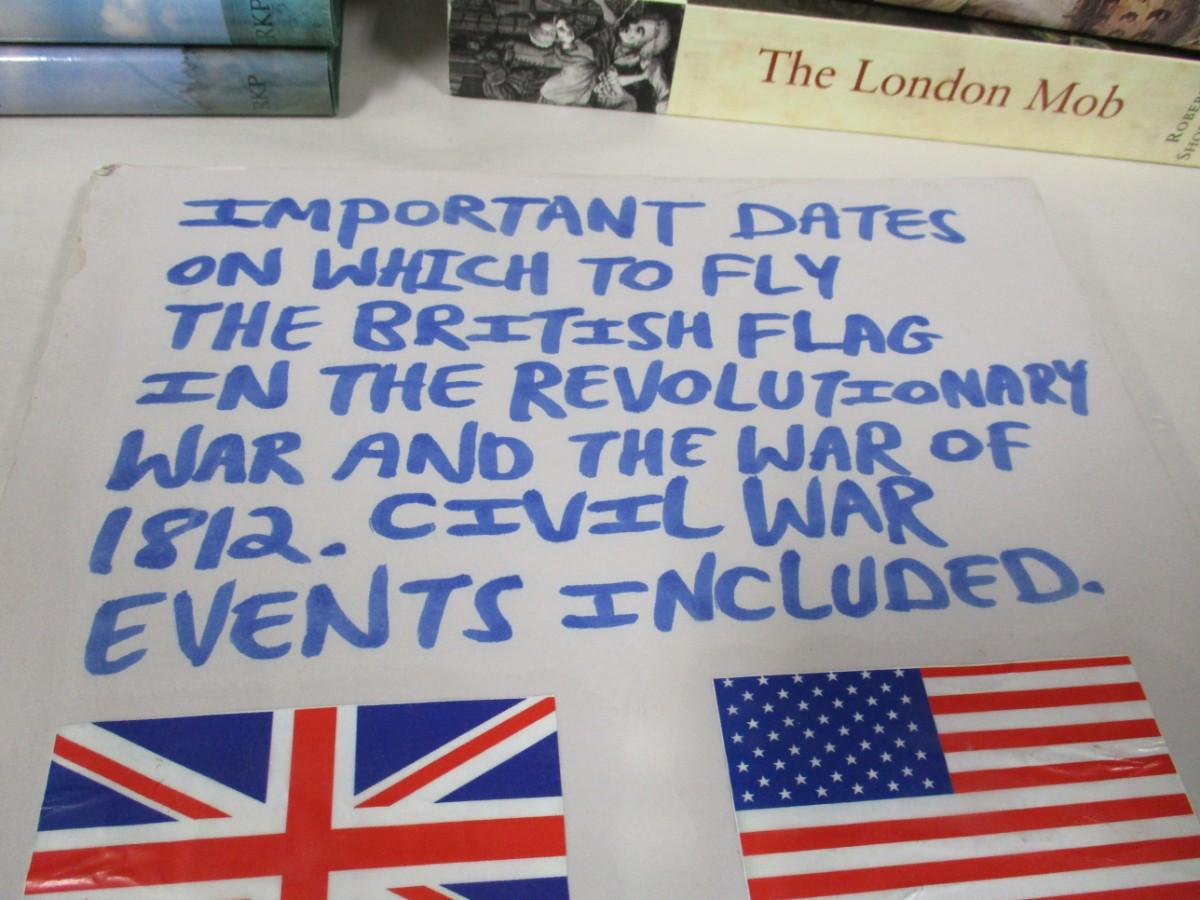 RKP
RKP
The London Mob
IMPORTANT DATES
ON WHICH TO FLY
THE BRITISH FLAG
IN THE REVOLUTIONARY
WAR AND THE WAR OF
1812. CIVIL WAR
EVENTS INCLUDED.